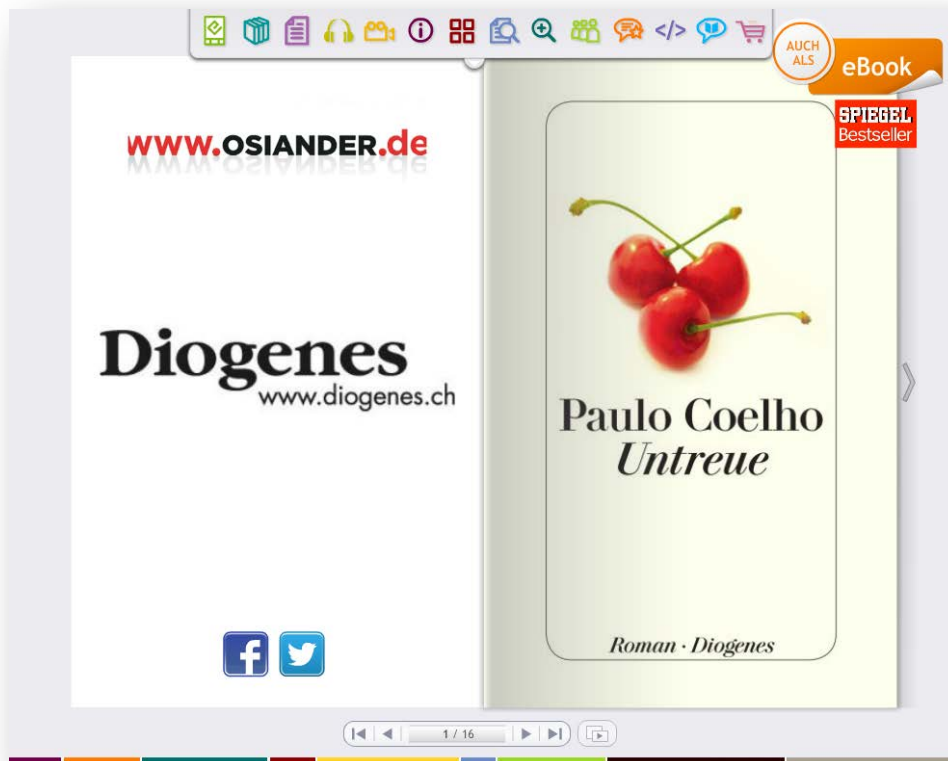 AUCH
ALS
eBook
SPIEGEL
Bestseller
www.OSIANDER.de
Diogenes
www.diogenes.ch
Paulo Coelho
Untreue
Roman · Diogenes
1 / 16